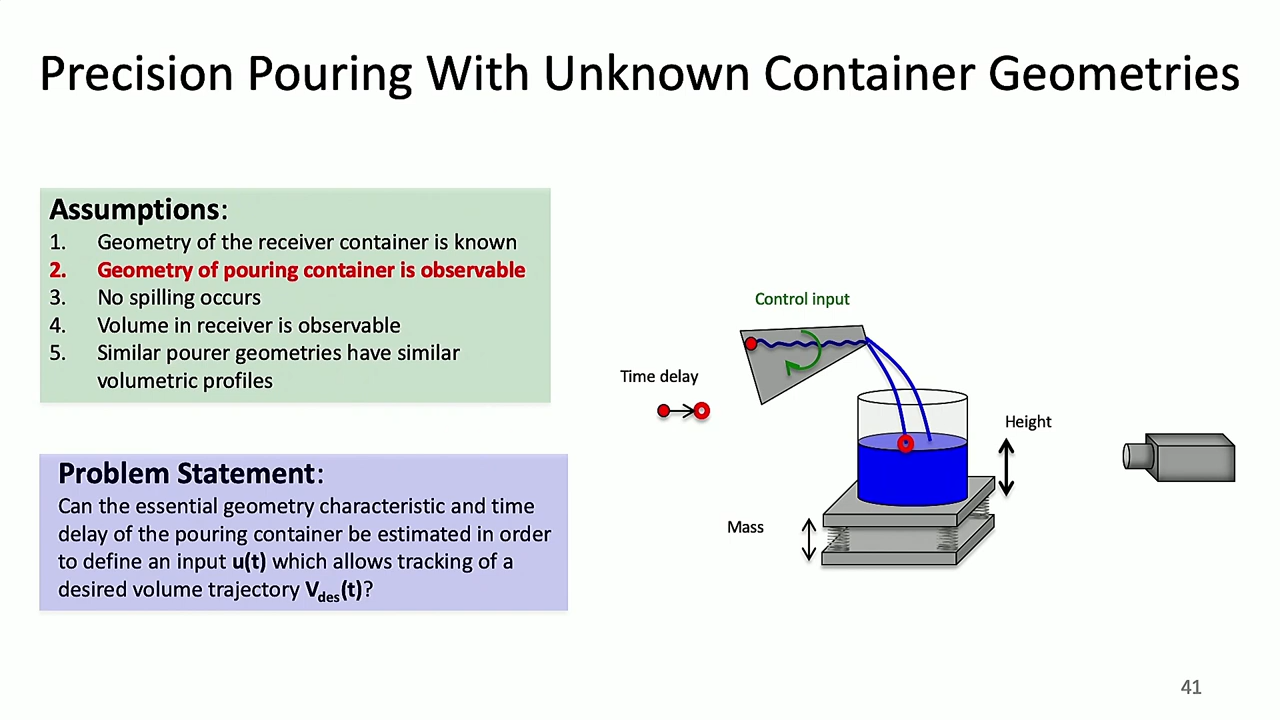 Precision Pouring With Unknown Container Geometries
Assumptions:
1. Geometry of the receiver container is known
2. Geometry of pouring container is observable
3. No spilling occurs
4. Volume in receiver is observable
5. Similar pourer geometries have similar
volumetric profiles
Problem Statement:
Can the essential geometry characteristic and time
delay of the pouring container be estimated in order
to define an input u(t) which allows tracking of a
desired volume trajectory Vdes(t)?
Control input
Time delay
Height
Mass
41